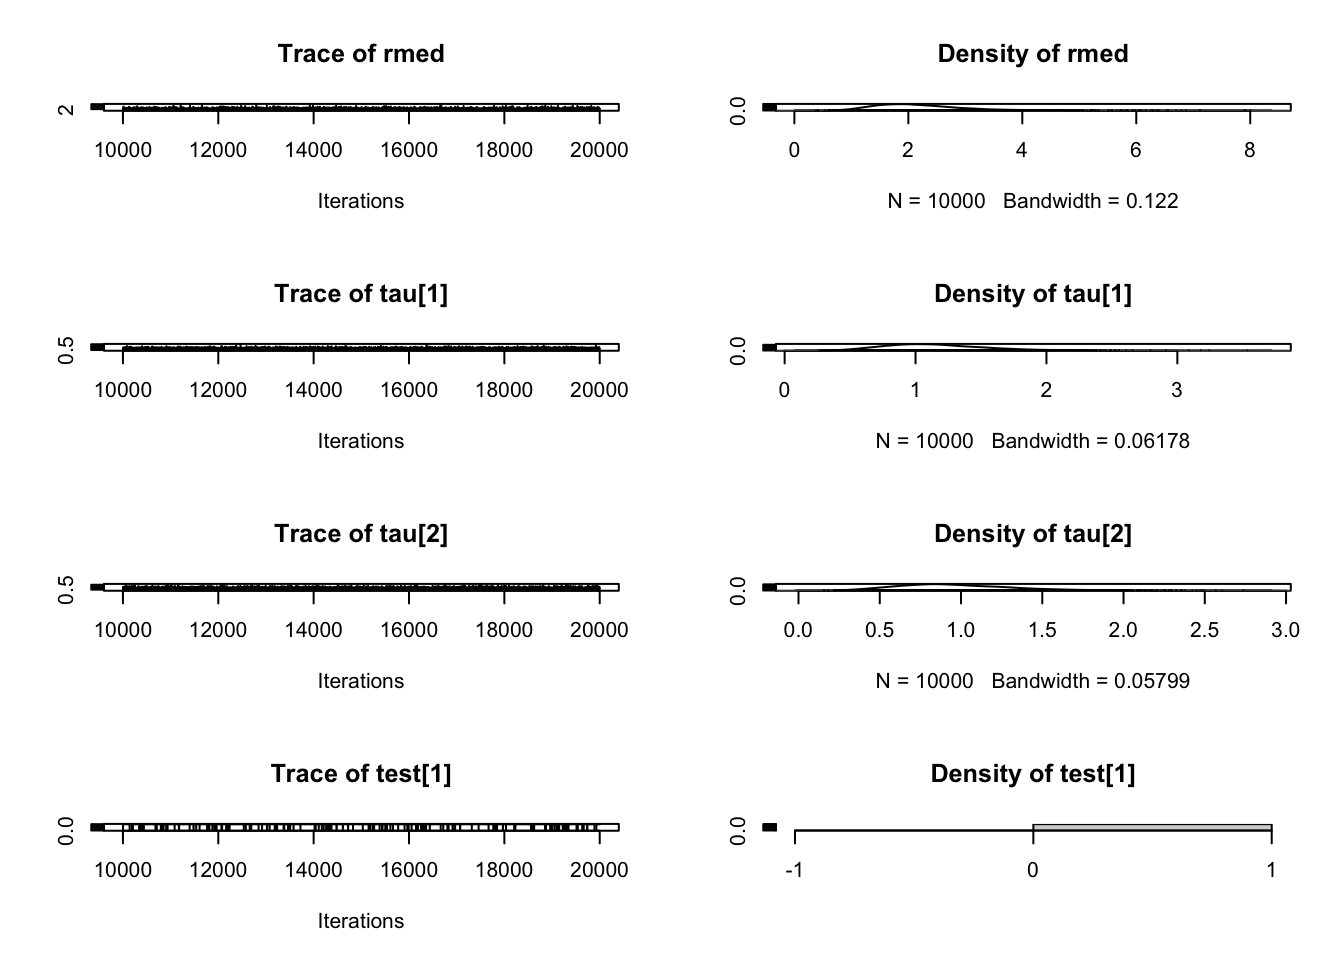 Trace of rmed
2
10000 12000 14000 16000 18000 20000
Iterations
Density of rmed
0.0
0 2 4 6 8
N = 10000 Bandwidth = 0.122
Trace of tau[1]
0.5
10000 12000 14000 16000 18000 20000
Iterations
Density of tau[1]
0.0
0 1 2 3
N = 10000 Bandwidth = 0.06178
Trace of tau[2]
0.5
10000 12000 14000 16000 18000 20000
Iterations
Density of tau[2]
0.0
0.0 0.5 1.0 1.5 2.0 2.5 3.0
N = 10000 Bandwidth = 0.05799
Trace of test[1]
0.0
10000 12000 14000 16000 18000 20000
Iterations
Density of test[1]
0.0
-1 0 1